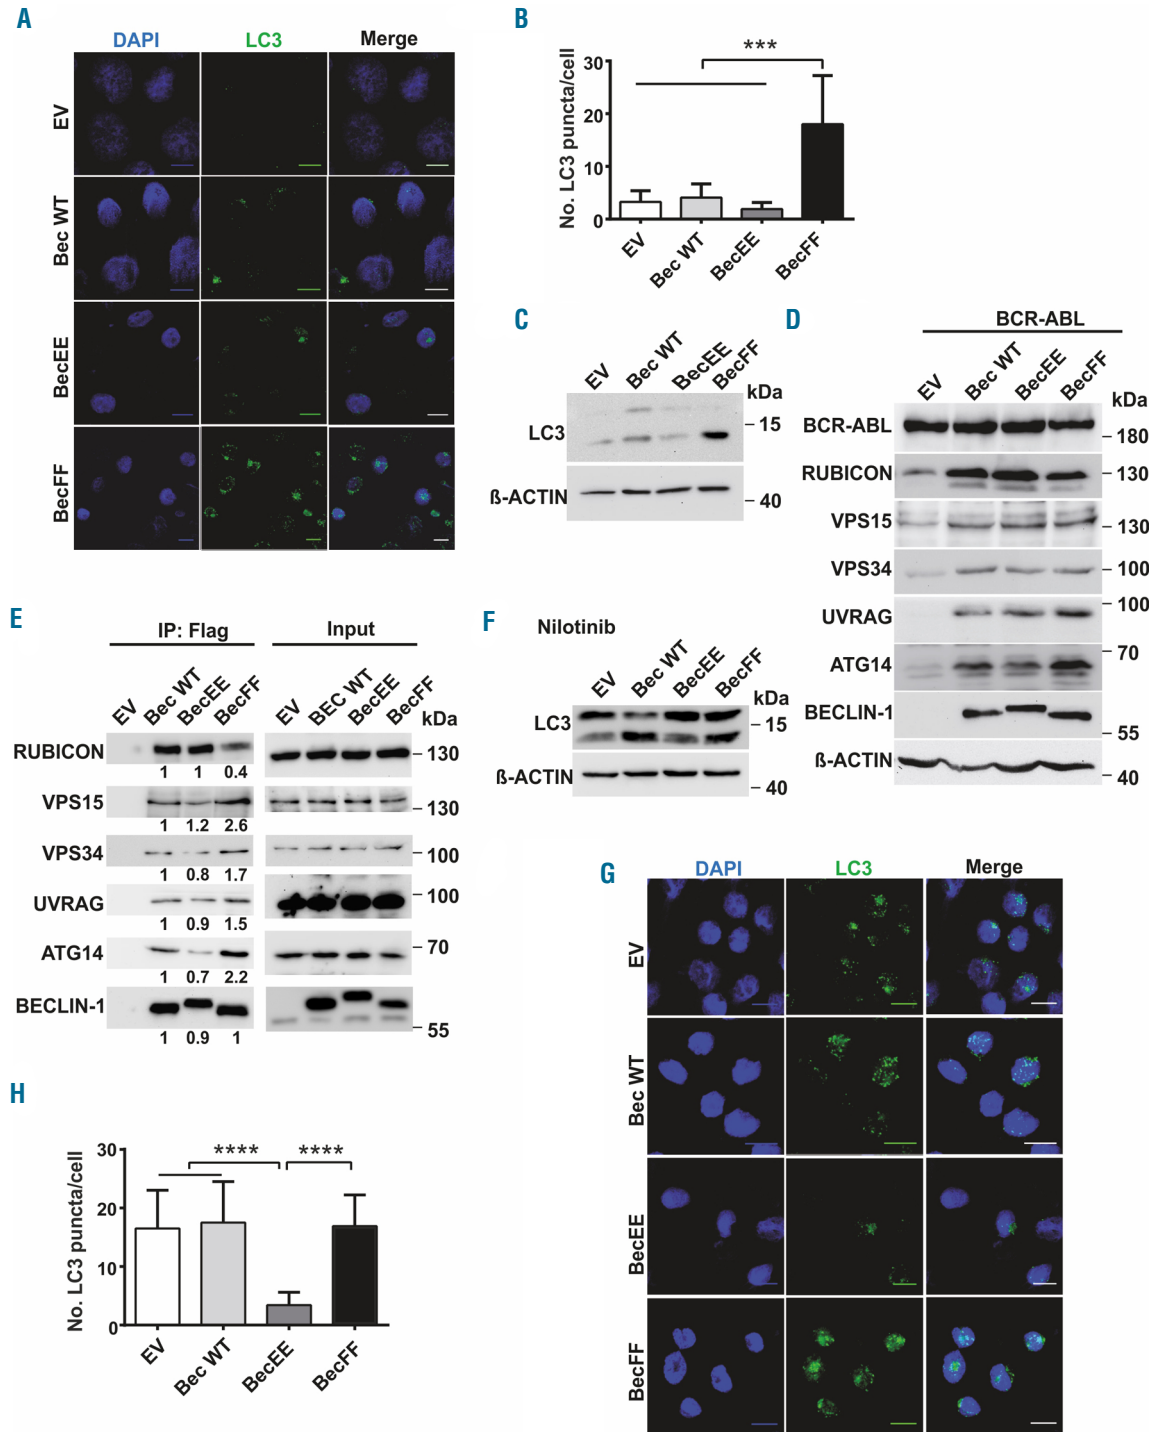 A
DAPI LC3 Merge
EV
Bec WT
BecEE
BecFF
B
***
No. LC3 puncta/cell
30
20
10
0
EV Bec WT BecEE BecFF
C
EV Bec WT BecEE BecFF
kDa
LC3
15
ß-ACTIN
40
D
BCR-ABL
EV Bec WT BecEE BecFF
kDa
BCR-ABL
180
RUBICON
130
VPS15
130
VPS34
100
UVRAG
100
ATG14
70
BECLIN-1
55
ß-ACTIN
40
E
IP: Flag Input
EV Bec WT BecEE BecFF EV BEC WT BecEE BecFF
kDa
RUBICON
130
1 1 0.4
VPS15
130
1 1.2 2.6
VPS34
100
1 0.8 1.7
UVRAG
100
1 0.9 1.5
ATG14
70
1 0.7 2.2
BECLIN-1
55
1 0.9 1
F
Nilotinib
EV Bec WT BecEE BecFF
kDa
LC3
15
ß-ACTIN
40
G
DAPI LC3 Merge
EV
Bec WT
BecEE
BecFF
H
**** ****
No. LC3 puncta/cell
30
20
10
0
EV Bec WT BecEE BecFF